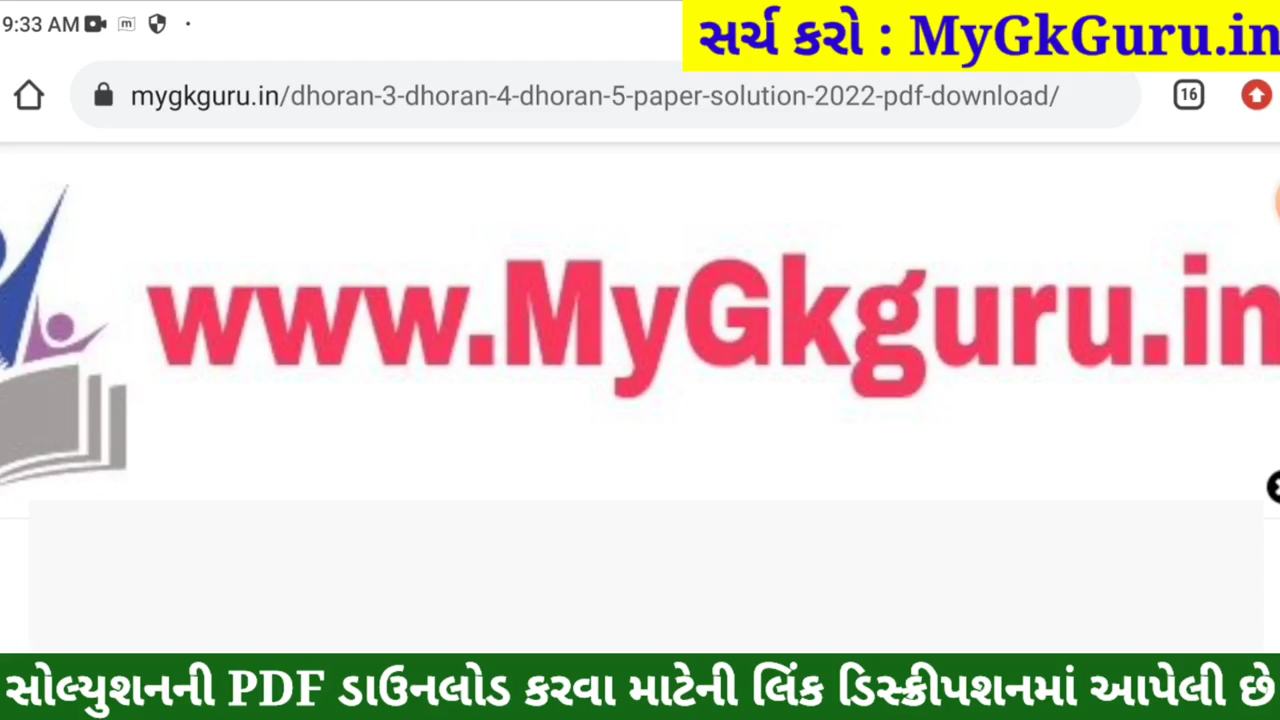 9:33 AM
સર્ચ કરો : MyGkGuru.in
mygkguru.in/dhoran-3-dhoran-4-dhoran-5-paper-solution-2022-pdf-download/
16
www.MyGkguru.in
સોલ્યુશનની PDF ડાઉનલોડ કરવા માટેની લિંક ડિસ્ક્રીપશનમાં આપેલી છે